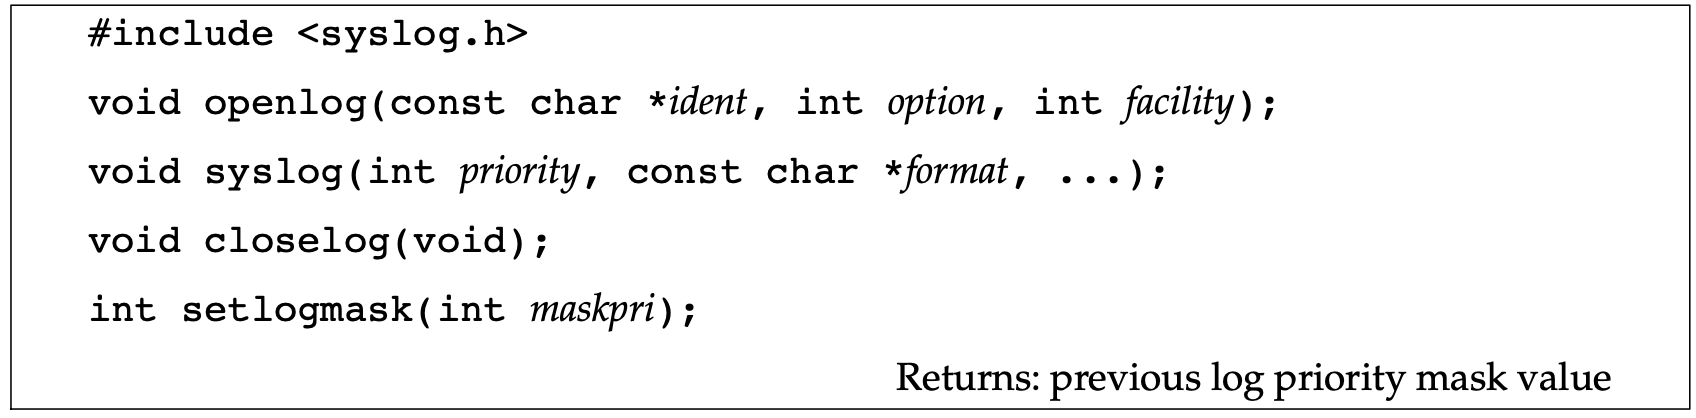 #include <syslog.h>
void openlog(const char *ident, int option, int facility);
void syslog(int priority, const char *format, ...);
void closelog(void);
int setlogmask(int maskpri);
Returns: previous log priority mask value